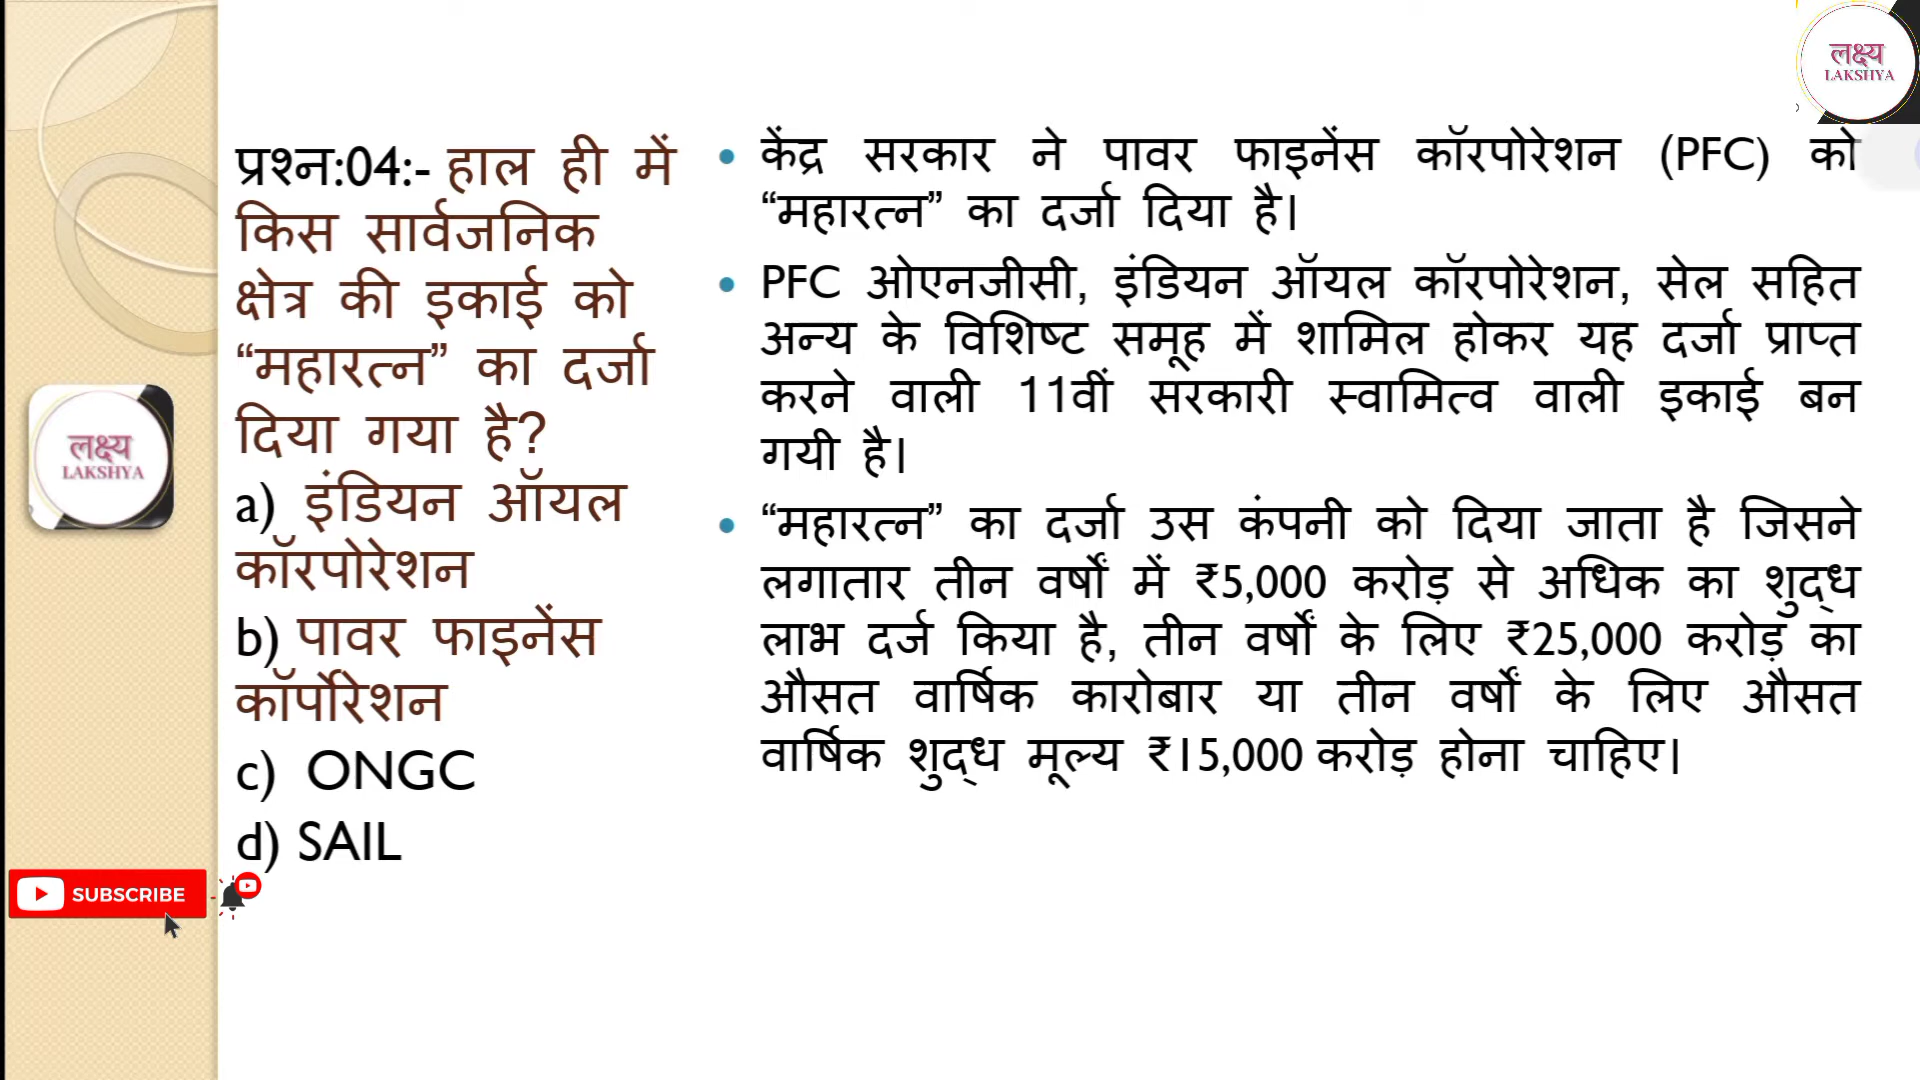 लक्ष्य
LAKSHYA
प्रश्न:04:- हाल ही में
किस सार्वजनिक
क्षेत्र की इकाई को
“महारत्न” का दर्जा
दिया गया है?
a) इंडियन ऑयल
कॉरपोरेशन
b) पावर फाइनेंस
कॉर्पोरेशन
c) ONGC
d) SAIL
• केंद्र सरकार ने पावर फाइनेंस कॉरपोरेशन (PFC) को
“महारत्न” का दर्जा दिया है।
• PFC ओएनजीसी, इंडियन ऑयल कॉरपोरेशन, सेल सहित
अन्य के विशिष्ट समूह में शामिल होकर यह दर्जा प्राप्त
करने वाली 11वीं सरकारी स्वामित्व वाली इकाई बन
गयी है।
• “महारत्न” का दर्जा उस कंपनी को दिया जाता है जिसने
लगातार तीन वर्षों में ₹5,000 करोड़ से अधिक का शुद्ध
लाभ दर्ज किया है, तीन वर्षों के लिए ₹25,000 करोड़ का
औसत वार्षिक कारोबार या तीन वर्षों के लिए औसत
वार्षिक शुद्ध मूल्य ₹15,000 करोड़ होना चाहिए।
लक्ष्य
LAKSHYA
SUBSCRIBE